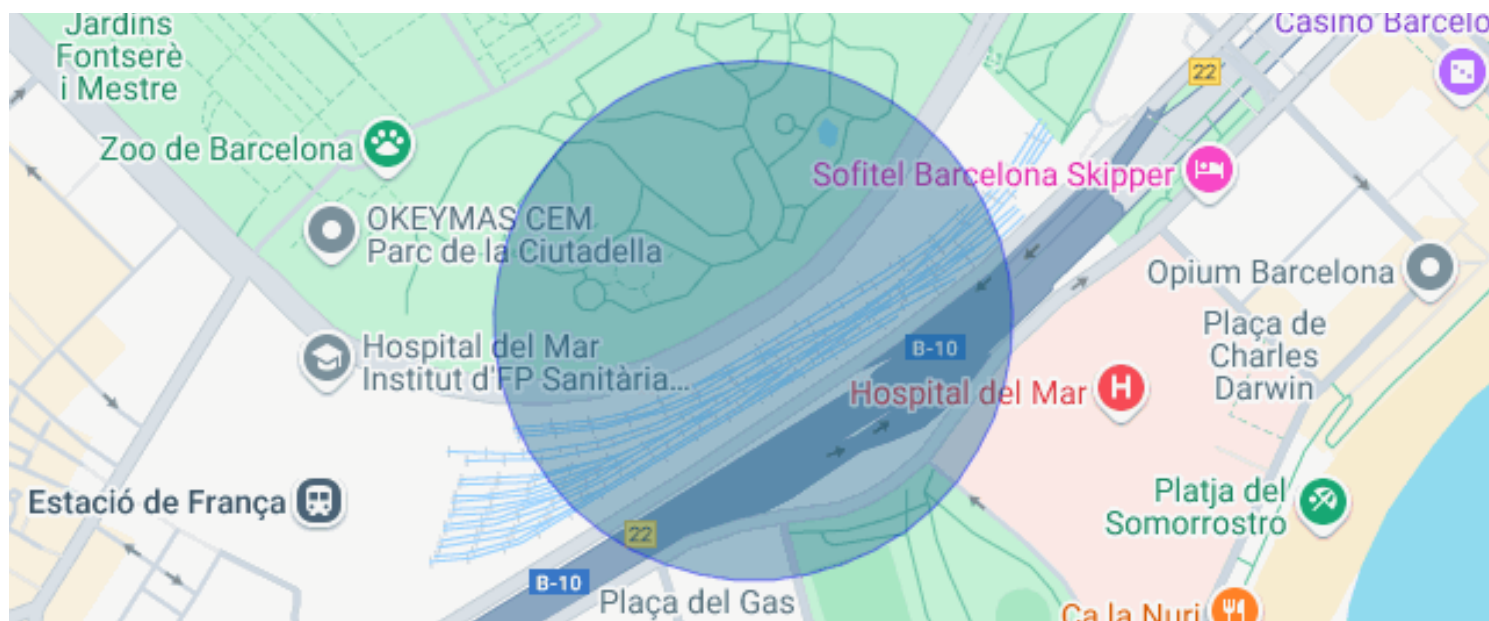 Jardins
Fontserè
i Mestre
Casino Barcelo
22
Zoo de Barcelona
Sofitel Barcelona Skipper
OKEYMAS CEM
Parc de la Ciutadella
Opium Barcelona
Plaça de
Charles
Darwin
Hospital del Mar
Institut d'FP Sanitària...
B-10
Hospital del Mar
H
Estació de França
Platja del
Somorrostro
22
B-10
Plaça del Gas
Ca la Nuri